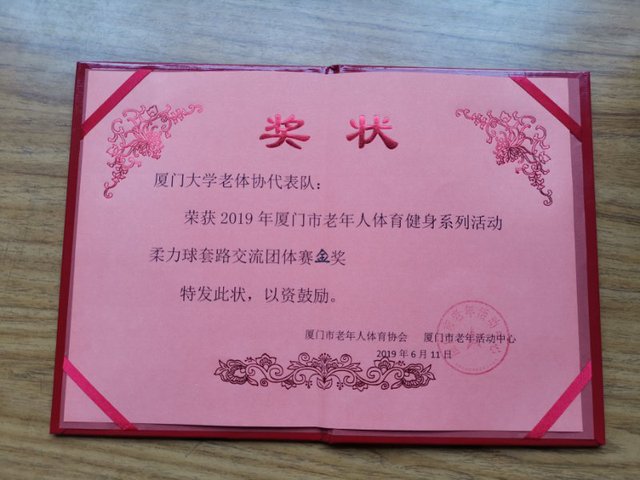 奖状
厦门大学老体协代表队：
荣获2019年厦门市老年人体育健身系列活动
柔力球套路交流团体赛金奖
特发此状，以资鼓励。
厦门市老年人体育协会 厦门市老年活动中心
2019年6月11日